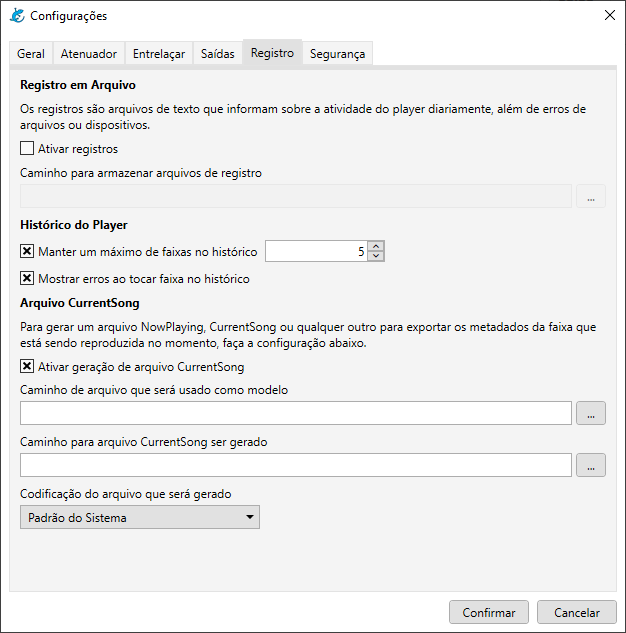 Configurações
Geral Atenuador Entrelaçar Saídas Registro Segurança
Registro em Arquivo
Os registros são arquivos de texto que informam sobre a atividade do player diariamente, além de erros de
arquivos ou dispositivos.
Ativar registros
Caminho para armazenar arquivos de registro
...
Histórico do Player
Manter um máximo de faixas no histórico 5
Mostrar erros ao tocar faixa no histórico
Arquivo CurrentSong
Para gerar um arquivo NowPlaying, CurrentSong ou qualquer outro para exportar os metadados da faixa que
está sendo reproduzida no momento, faça a configuração abaixo.
Ativar geração de arquivo CurrentSong
Caminho de arquivo que será usado como modelo
...
Caminho para arquivo CurrentSong ser gerado
...
Codificação do arquivo que será gerado
Padrão do Sistema
Confirmar Cancelar